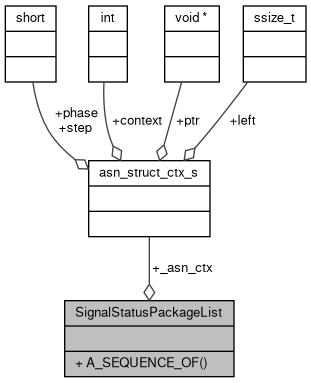 short
int
void *
ssize_t
+phase
+step
+context
+ptr
+left
asn_struct_ctx_s
+_asn_ctx
SignalStatusPackageList
+ A_SEQUENCE_OF()